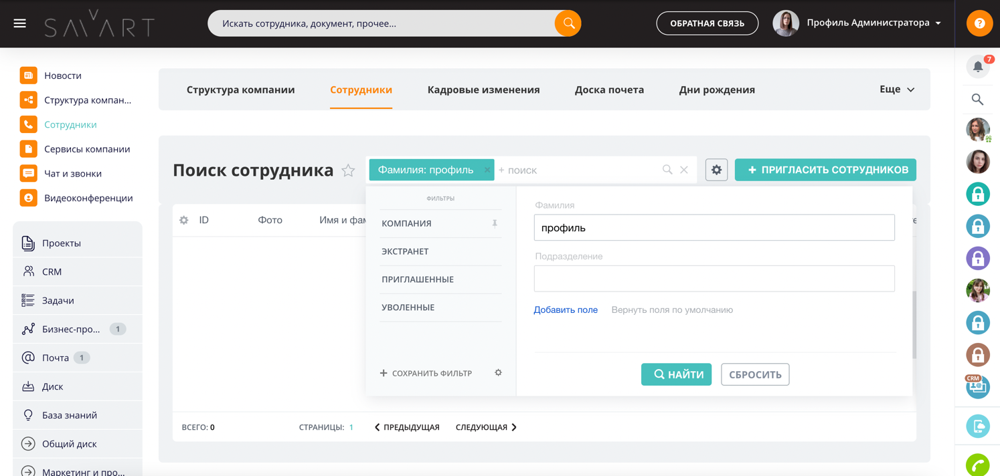 SAVART
Искать сотрудника, документ, прочее...
ОБРАТНАЯ СВЯЗЬ
Профиль Администратора
?
7
Новости
Структура компан...
Сотрудники
Сервисы компании
Чат и звонки
Видеоконференции
Проекты
CRM
Задачи
Бизнес-про... 1
Почта 1
Диск
База знаний
Общий диск
Маркетинг и про...
Структура компании
Сотрудники
Кадровые изменения
Доска почета
Дни рождения
Еще
Поиск сотрудника
Фамилия: профиль × + поиск
+ ПРИГЛАСИТЬ СОТРУДНИКОВ
ID
Фото
Имя и фам
ФИЛЬТРЫ
КОМПАНИЯ
ЭКСТРАНЕТ
ПРИГЛАШЕННЫЕ
УВОЛЕННЫЕ
+ СОХРАНИТЬ ФИЛЬТР
Фамилия
профиль
Подразделение
Добавить поле
Вернуть поля по умолчанию
НАЙТИ
СБРОСИТЬ
ВСЕГО: 0
СТРАНИЦЫ: 1
ПРЕДЫДУЩАЯ
СЛЕДУЮЩАЯ
CRM